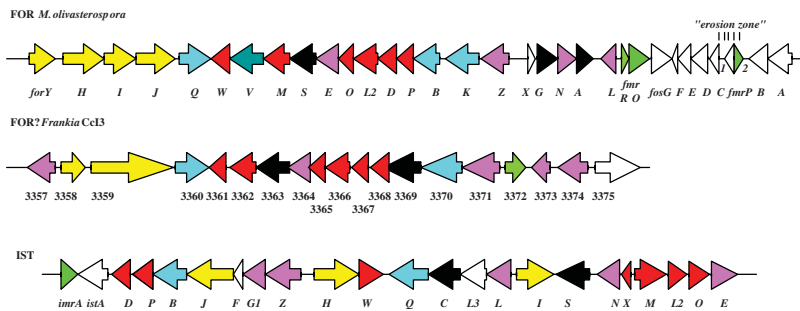 FOR M. olivasterospora
"erosion zone"
1 2
forY H I J Q W V M S E O L2 D P B K Z X G N A L fmr fosG F E D C fmrP B A
R O
FOR? Frankia CcI3
3357 3358 3359 3360 3361 3362 3363 3364 3366 3368 3369 3370 3371 3372 3373 3374 3375
3365 3367
IST
imrA istA D P B J F G1 Z H W Q C L3 L I S N X M L2 O E